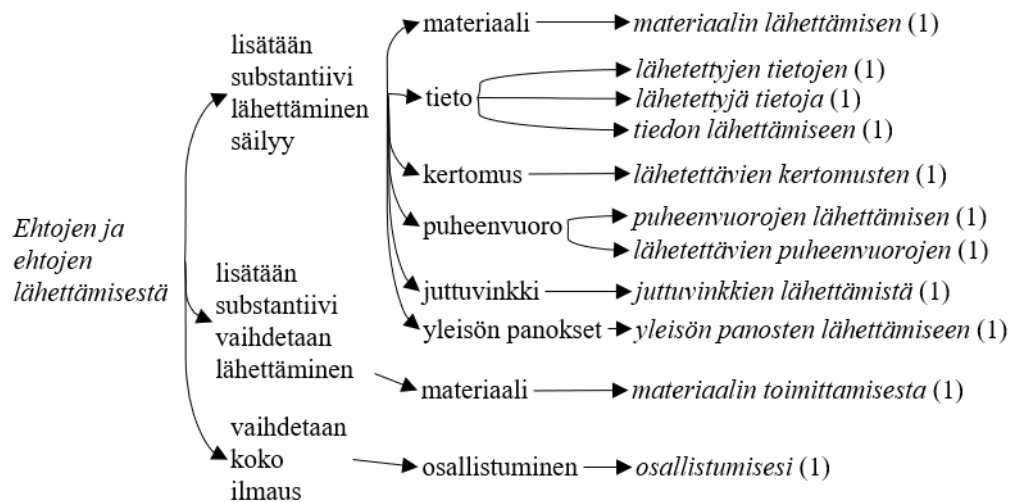 Ehtojen ja
ehtojen
lähettämisestä
lisätään
substantiivi
lähettäminen
säilyy
materiaali
materiaalin lähettämisen (1)
tieto
lähetettyjen tietojen (1)
lähetettyjä tietoja (1)
tiedon lähettämiseen (1)
kertomus
lähetettävien kertomusten (1)
puheenvuoro
puheenvuorojen lähettämisen (1)
lähetettävien puheenvuorojen (1)
juttuvinkki
juttuvinkkien lähettämistä (1)
yleisön panokset
yleisön panosten lähettämiseen (1)
lisätään
substantiivi
vaihdetaan
lähettäminen
materiaali
materiaalin toimittamisesta (1)
vaihdetaan
koko
ilmaus
osallistuminen
osallistumisesi (1)